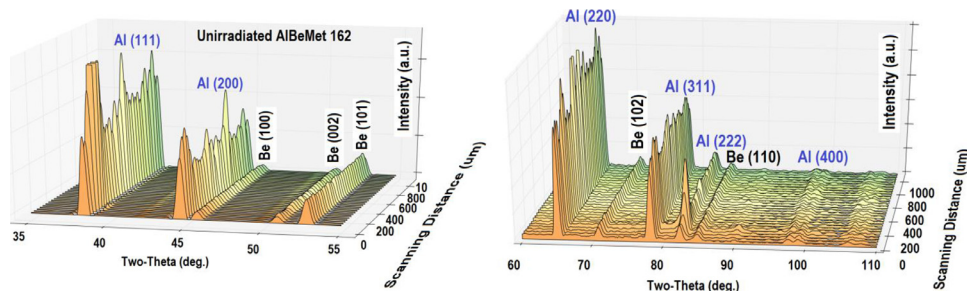 Unirradiated AlBeMet 162
Al (111)
Al (200)
Be (100)
Be (002)
Be (101)
Intensity (a.u.)
10
800
600
400
200
0
Scanning Distance (um)
35
40
45
50
55
Two-Theta (deg.)
Al (220)
Be (102)
Al (311)
Al (222)
Be (110)
Al (400)
Intensity (a.u.)
1000
800
600
400
200
0
Scanning Distance (um)
60
70
80
90
100
110
Two-Theta (deg.)